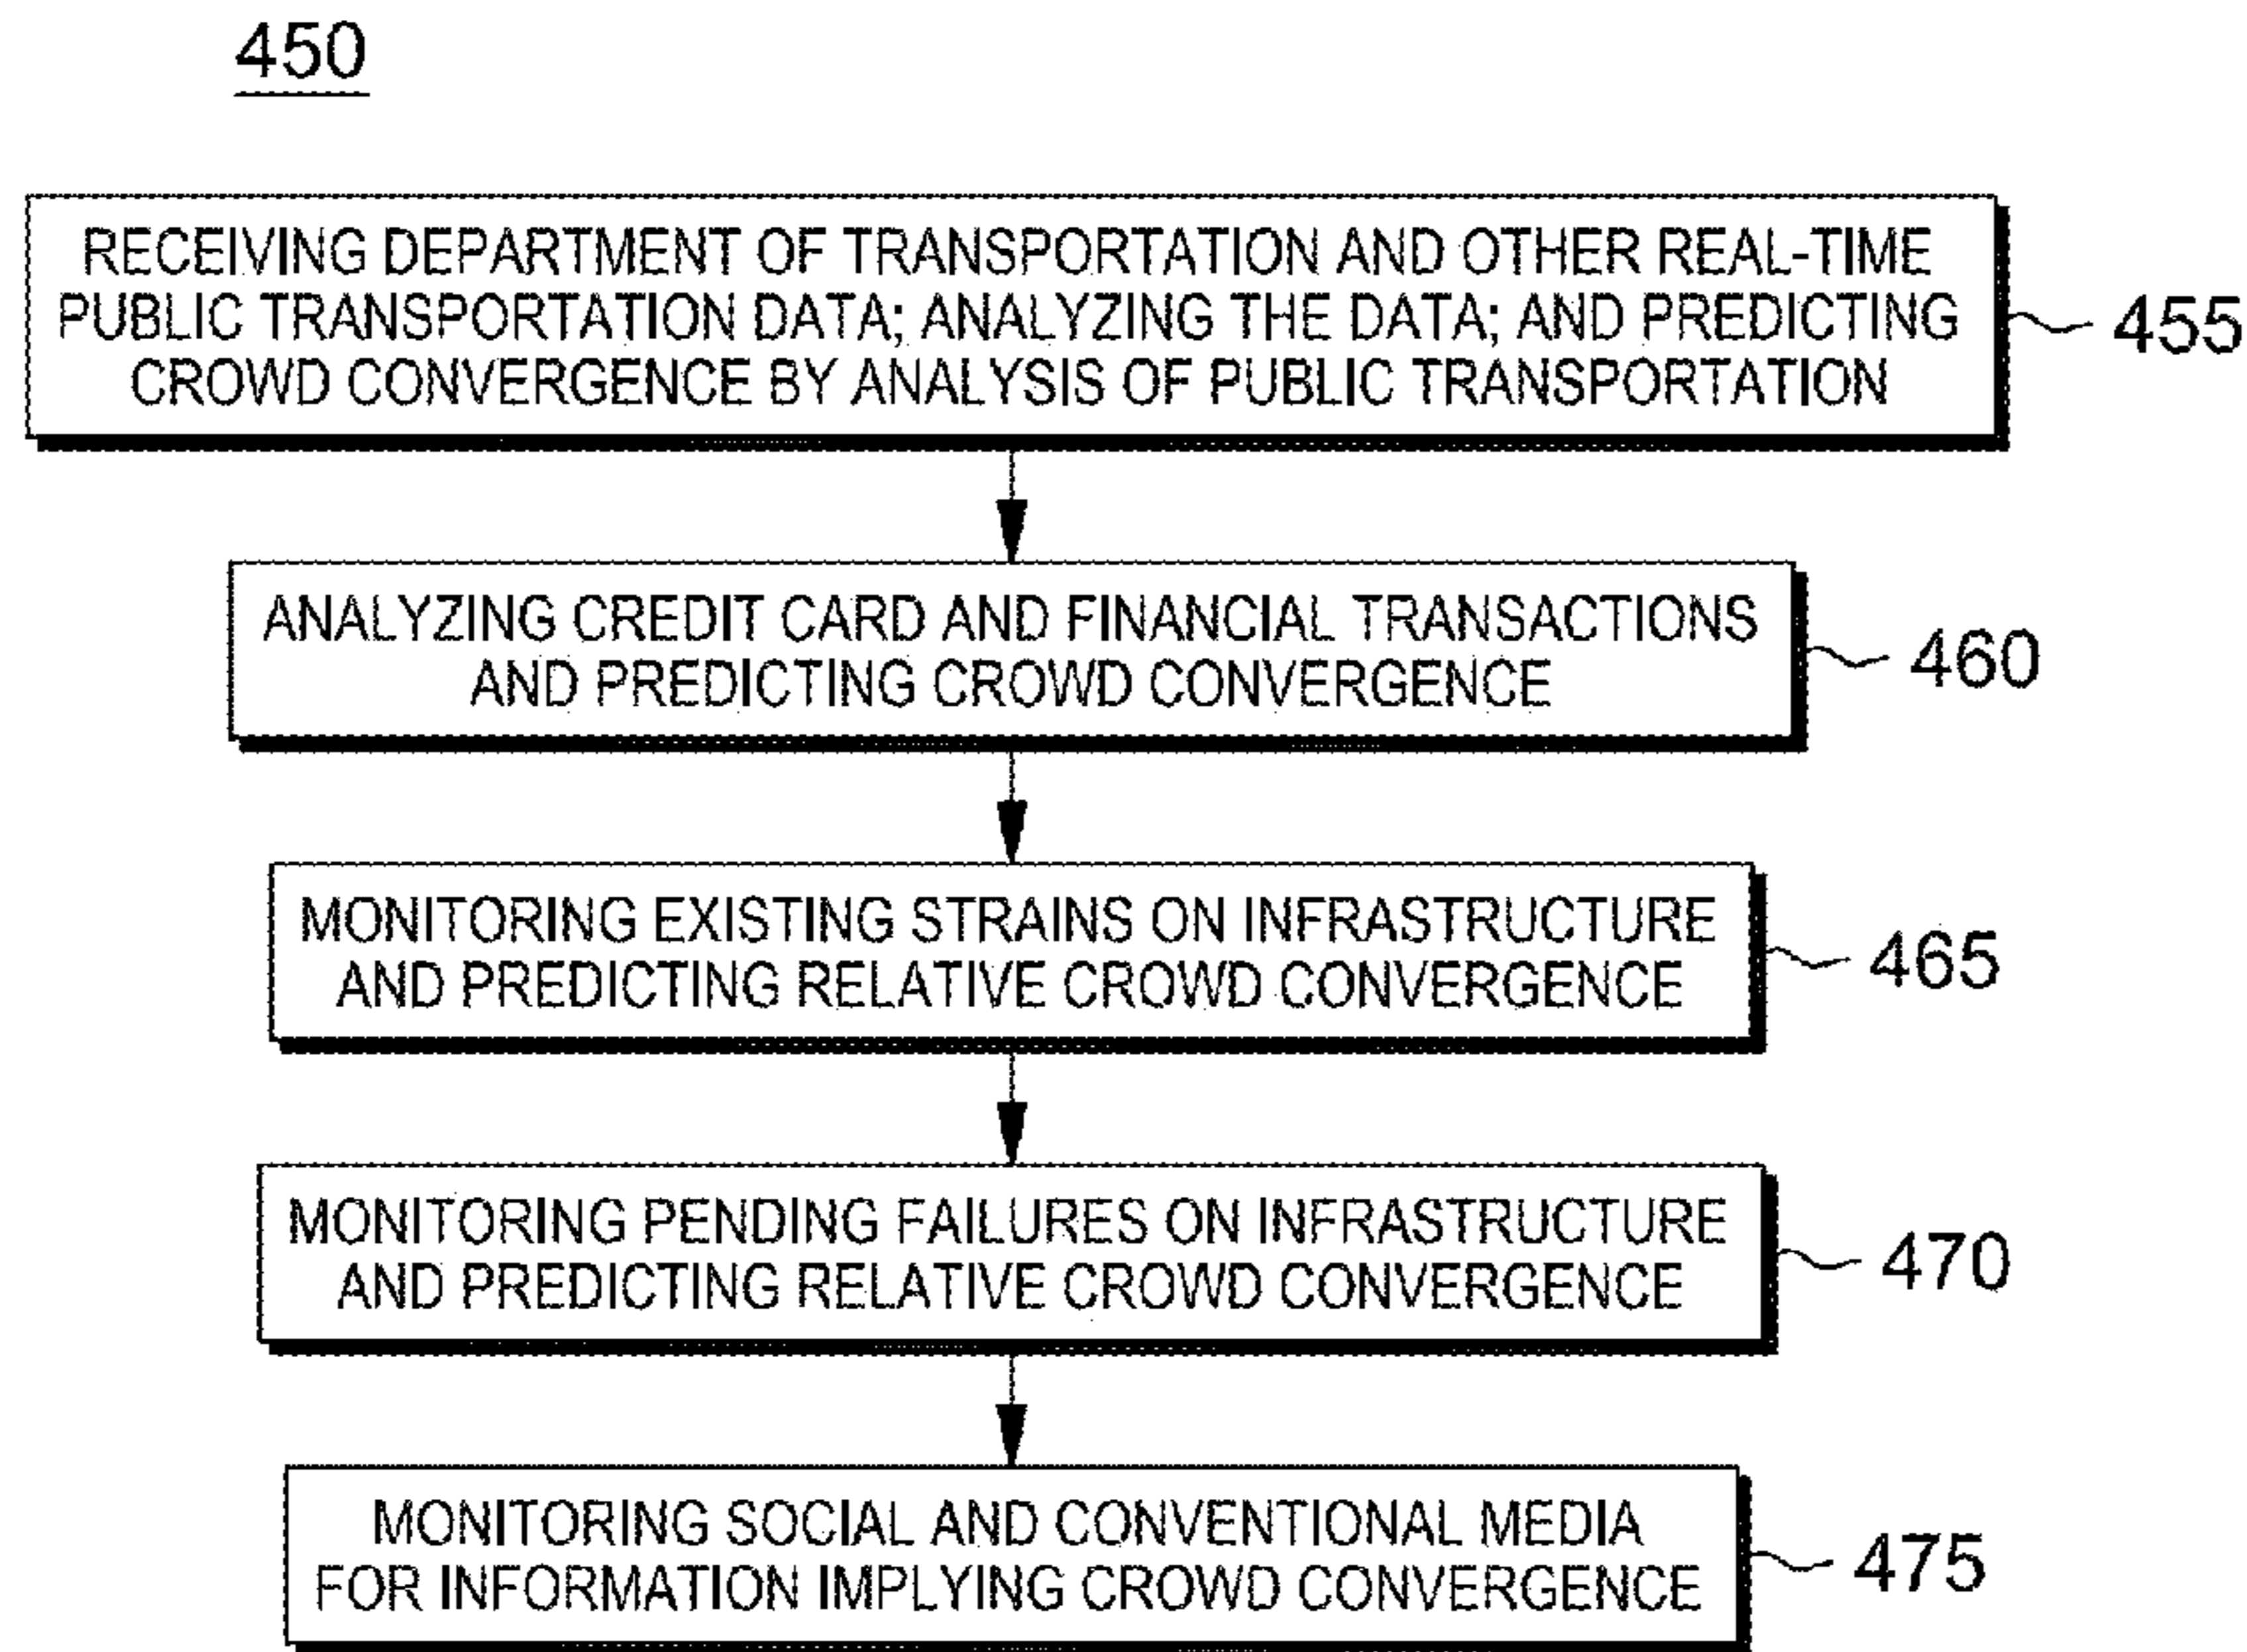 450
RECEIVING DEPARTMENT OF TRANSPORTATION AND OTHER REAL-TIME
PUBLIC TRANSPORTATION DATA; ANALYZING THE DATA; AND PREDICTING
CROWD CONVERGENCE BY ANALYSIS OF PUBLIC TRANSPORTATION
455
ANALYZING CREDIT CARD AND FINANCIAL TRANSACTIONS
AND PREDICTING CROWD CONVERGENCE
460
MONITORING EXISTING STRAINS ON INFRASTRUCTURE
AND PREDICTING RELATIVE CROWD CONVERGENCE
465
MONITORING PENDING FAILURES ON INFRASTRUCTURE
AND PREDICTING RELATIVE CROWD CONVERGENCE
470
MONITORING SOCIAL AND CONVENTIONAL MEDIA
FOR INFORMATION IMPLYING CROWD CONVERGENCE
475